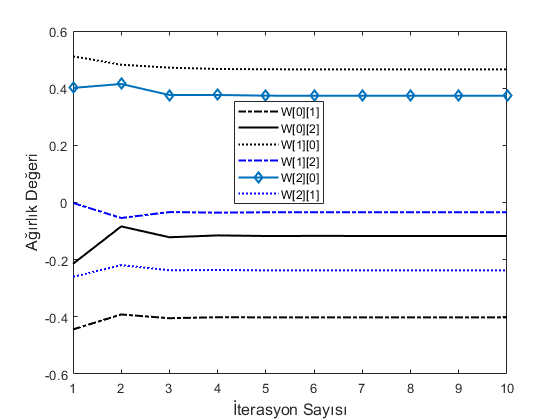 0.6
0.4
0.2
0
-0.2
-0.4
-0.6
Ağırlık Değeri
W[0][1]
W[0][2]
W[1][0]
W[1][2]
W[2][0]
W[2][1]
1 2 3 4 5 6 7 8 9 10
İterasyon Sayısı